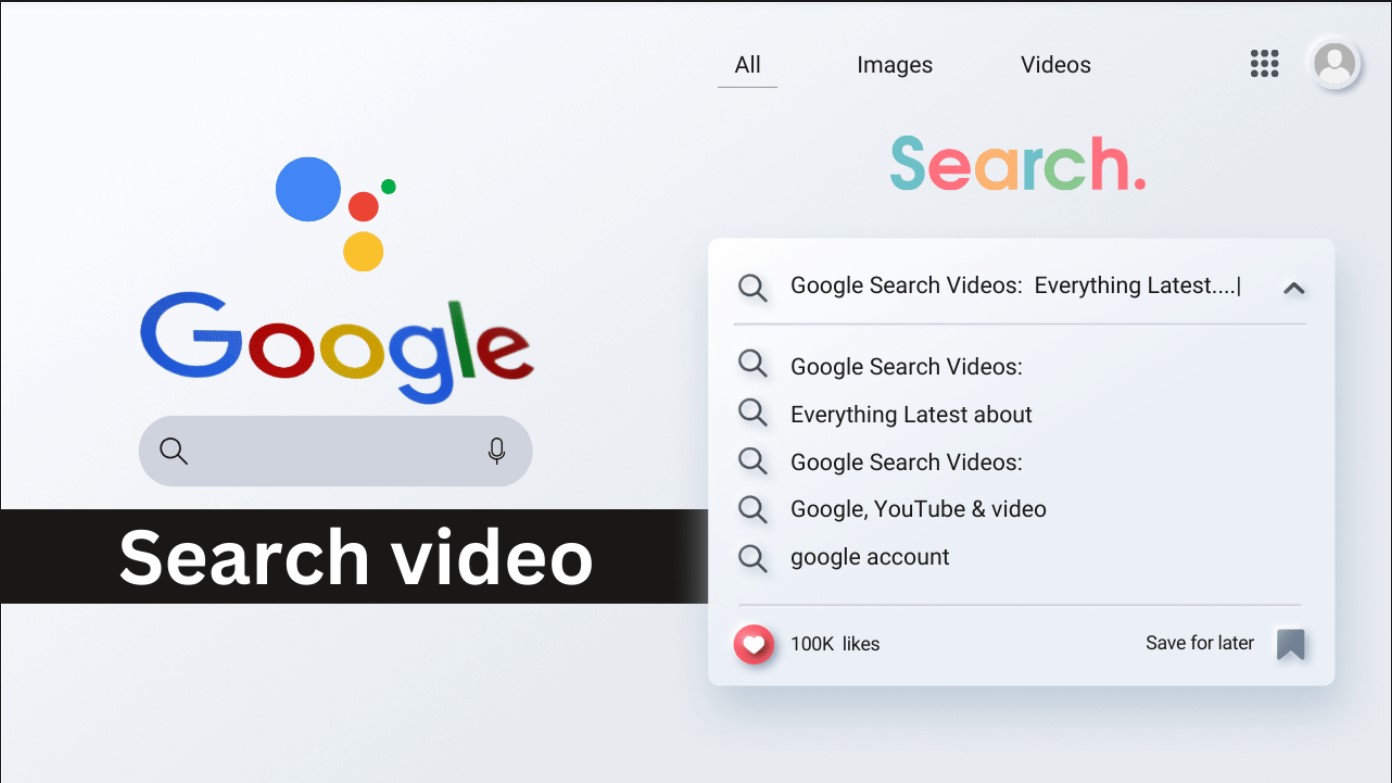 All Images Videos
Search.
Google
Search video
Google Search Videos:  Everything Latest....|
Google Search Videos:
Everything Latest about
Google Search Videos:
Google, YouTube & video
google account
100K likes
Save for later